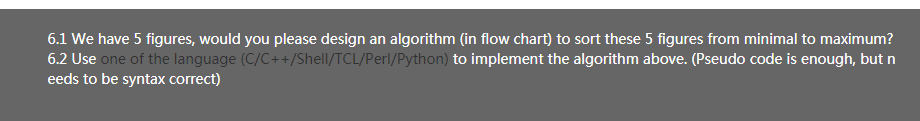 6.1 We have 5 figures, would you please design an algorithm (in flow chart) to sort these 5 figures from minimal to maximum?
6.2 Use one of the language (C/C++/Shell/TCL/Perl/Python) to implement the algorithm above. (Pseudo code is enough, but n
eeds to be syntax correct)